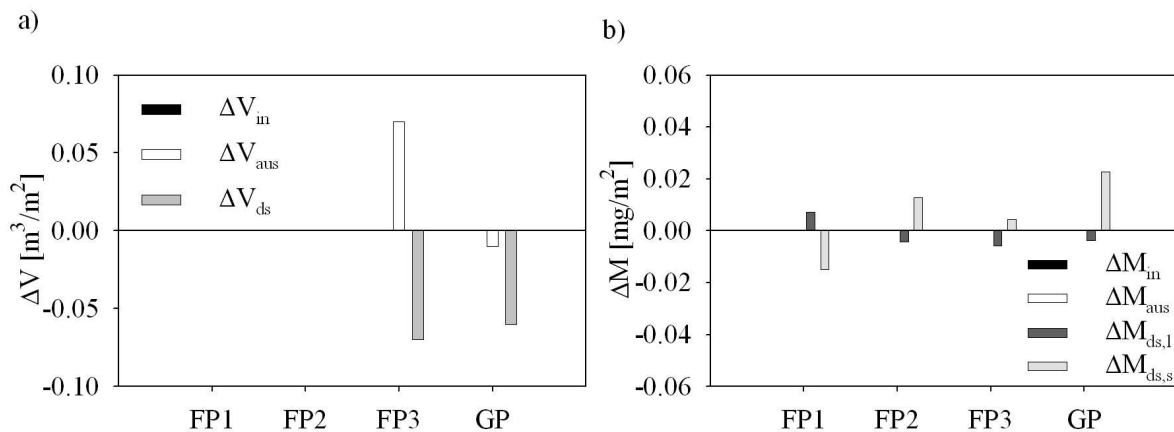 a)
ΔV [m³/m²]
0.10
0.05
0.00
-0.05
-0.10
ΔV_in
ΔV_aus
ΔV_ds
FP1 FP2 FP3 GP
b)
ΔM [mg/m²]
0.06
0.04
0.02
0.00
-0.02
-0.04
-0.06
ΔM_in
ΔM_aus
ΔM_ds,l
ΔM_ds,s
FP1 FP2 FP3 GP